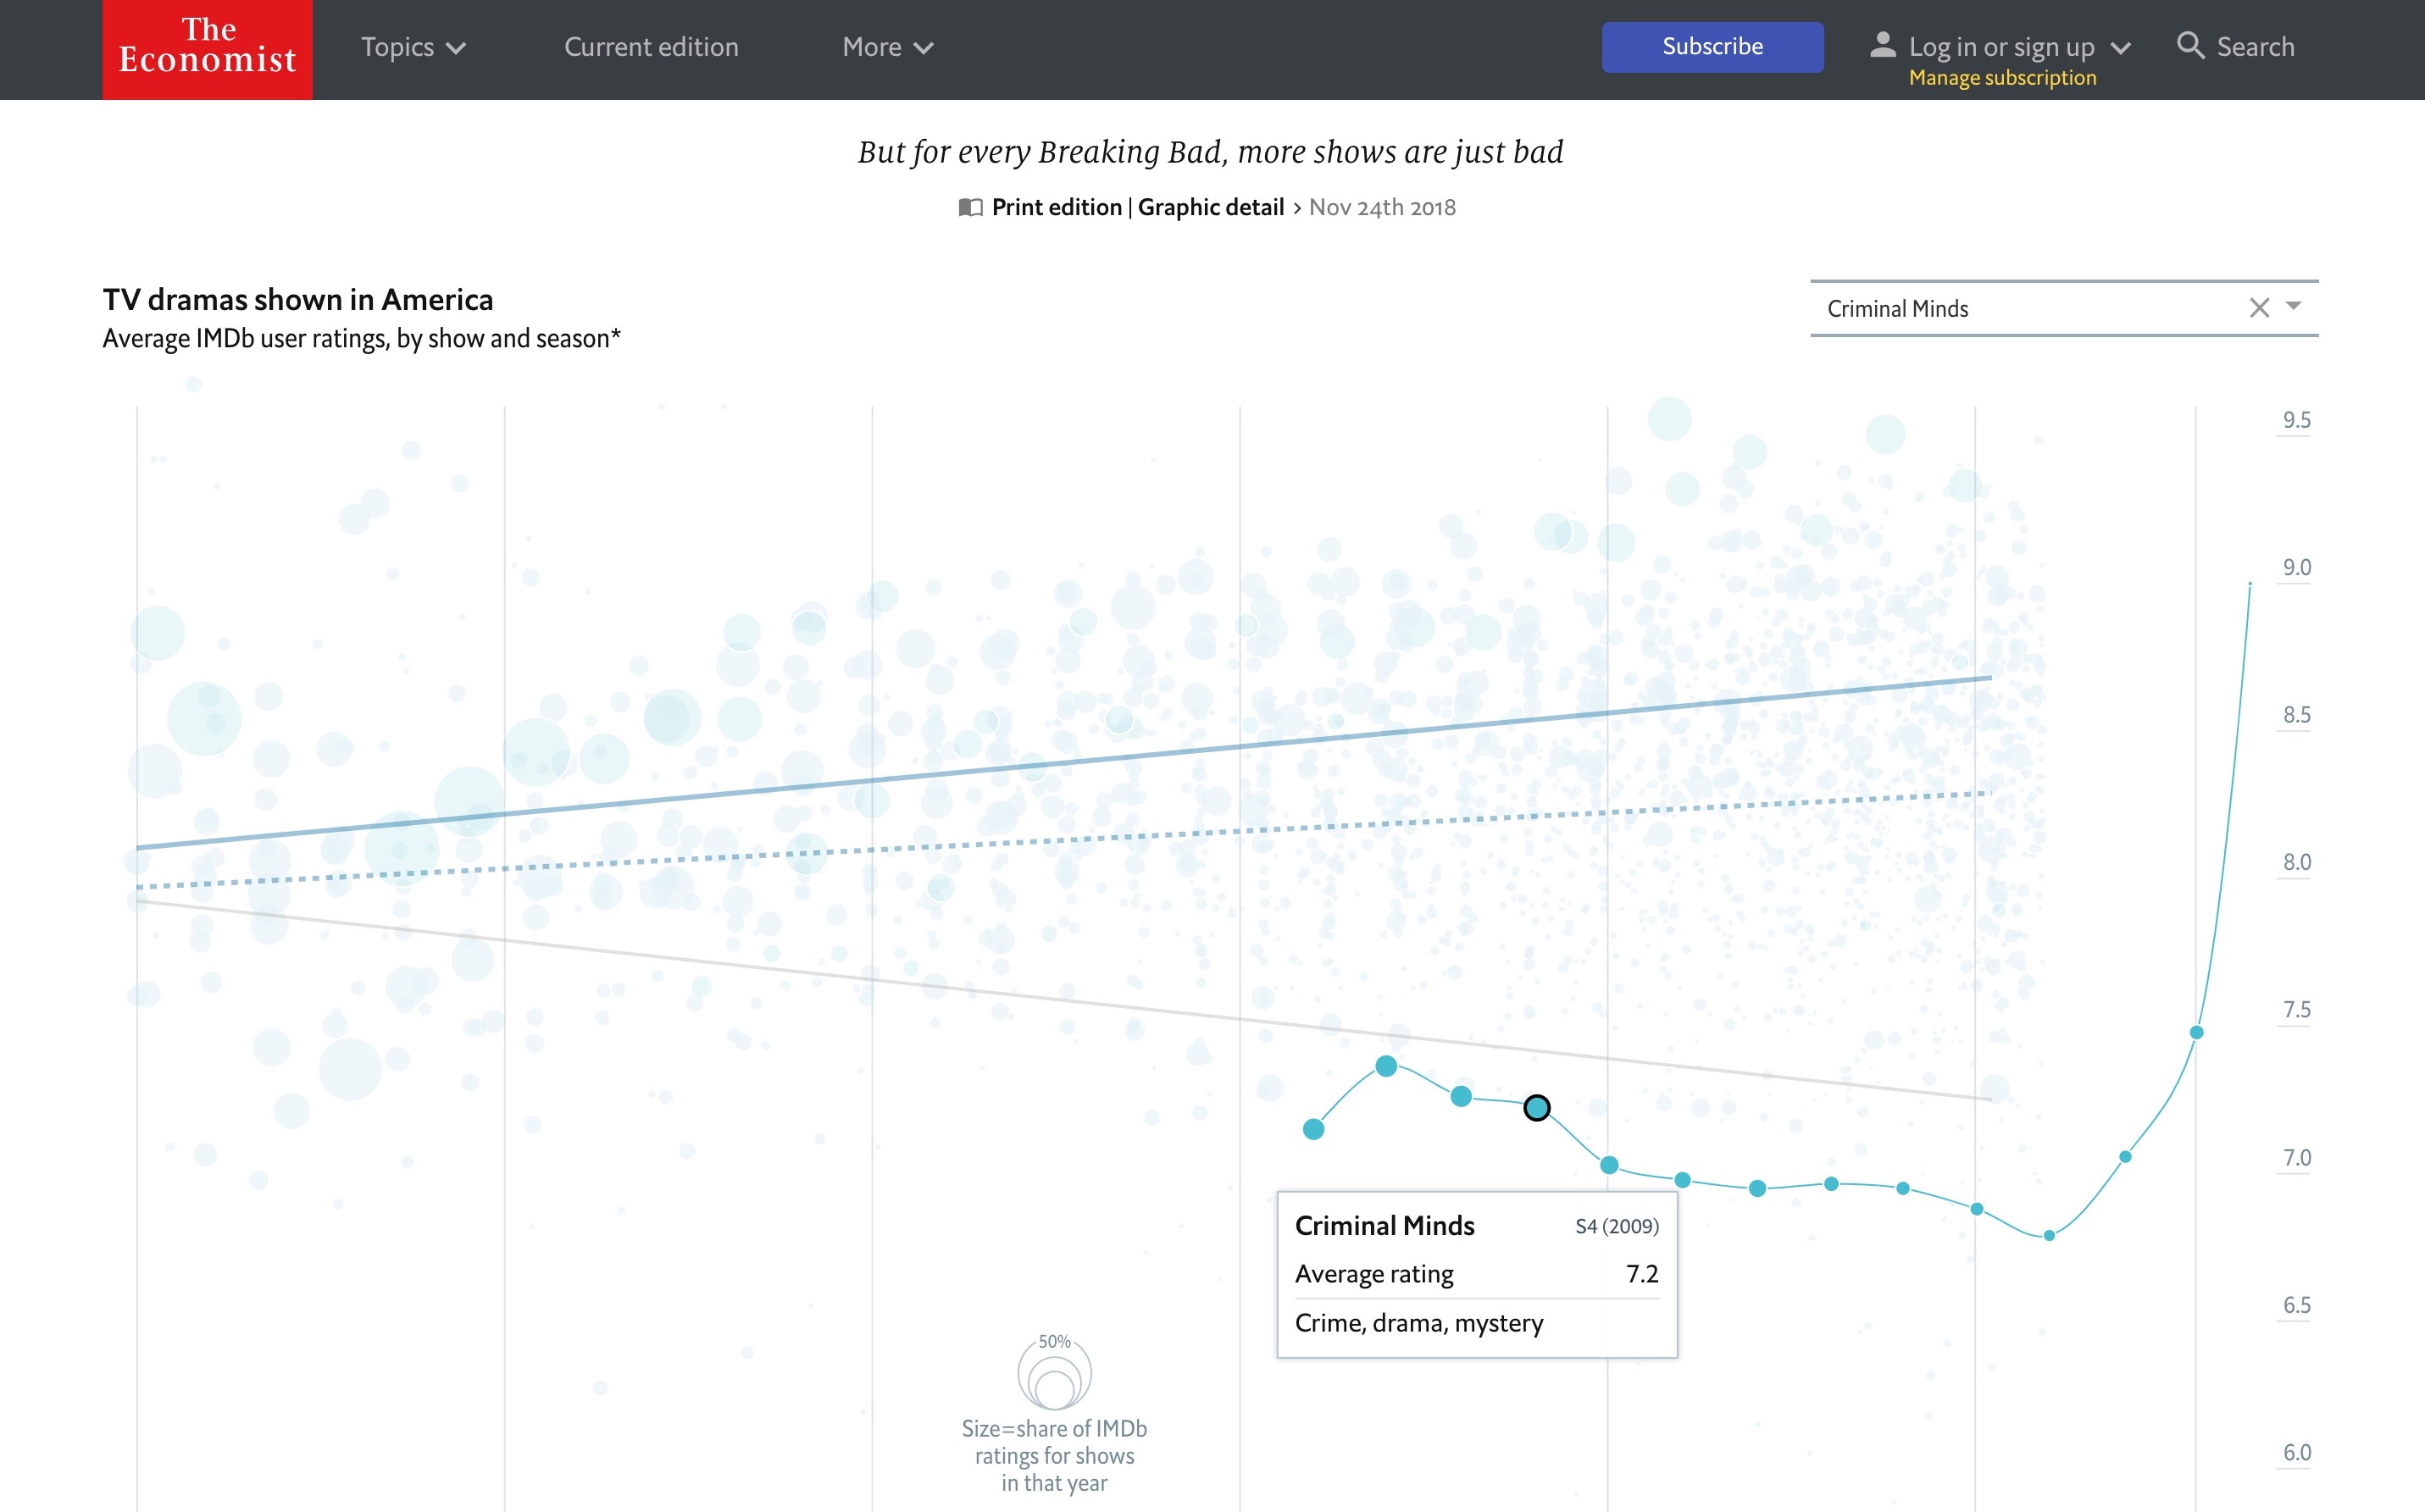 The
Economist
Topics
Current edition
More
Subscribe
Log in or sign up
Manage subscription
Search
But for every Breaking Bad, more shows are just bad
Print edition | Graphic detail › Nov 24th 2018
TV dramas shown in America
Average IMDb user ratings, by show and season*
Criminal Minds
9.5
9.0
8.5
8.0
7.5
7.0
6.5
6.0
Criminal Minds S4 (2009)
Average rating 7.2
Crime, drama, mystery
50%
Size=share of IMDb
ratings for shows
in that year